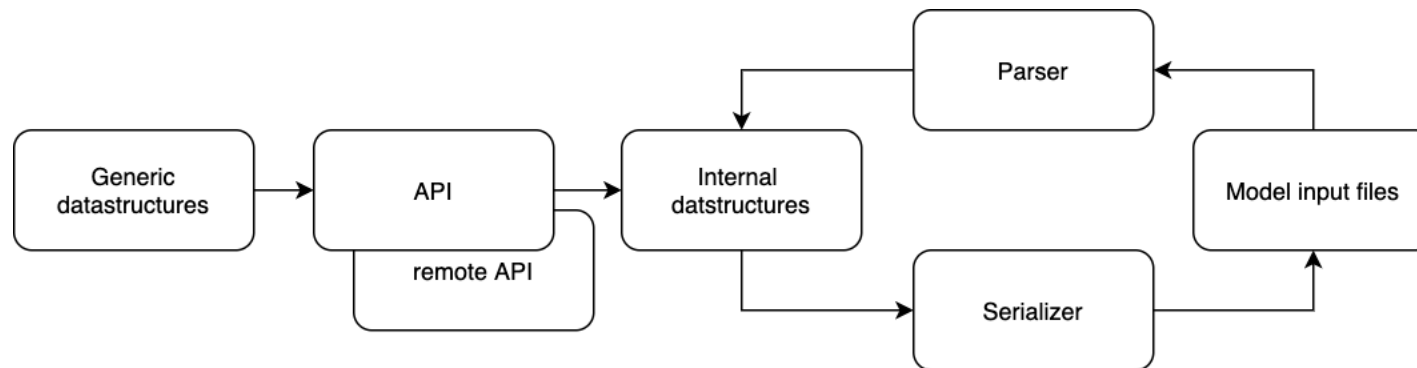 Parser
Generic
datastructures
API
Internal
datstructures
Model input files
remote API
Serializer